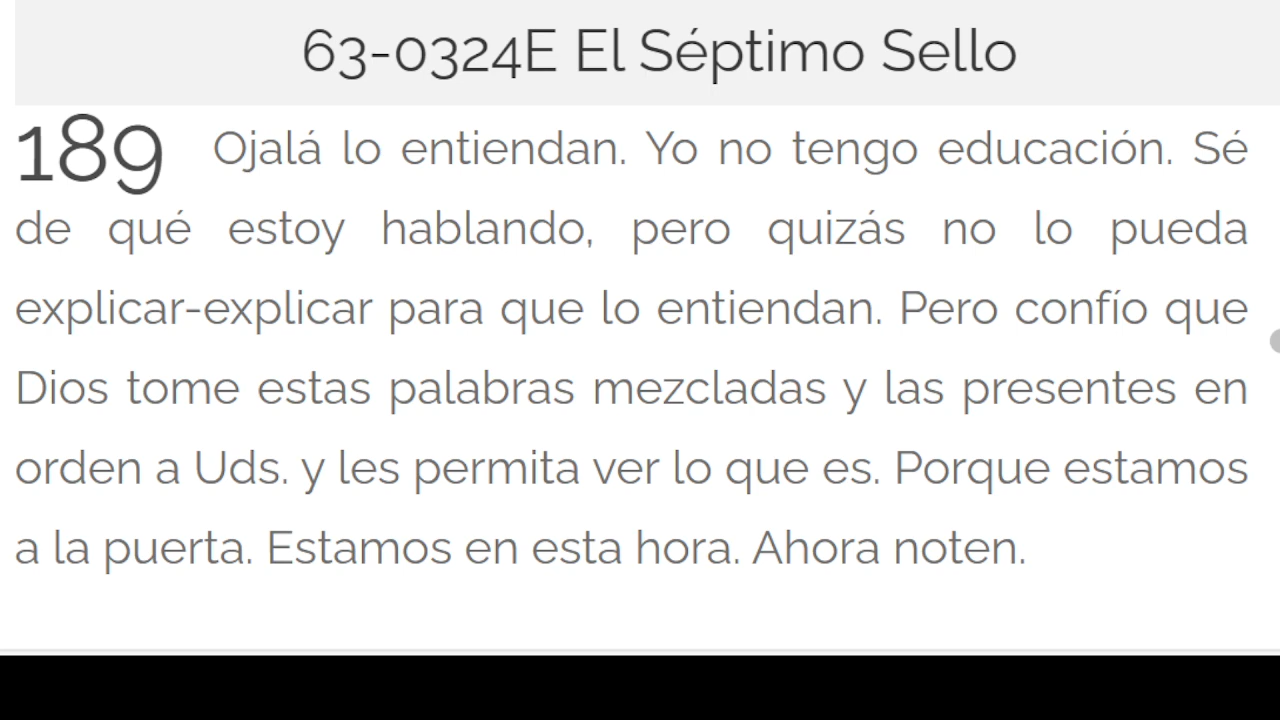 63-0324E El Séptimo Sello
189 Ojalá lo entiendan. Yo no tengo educación. Sé
de qué estoy hablando, pero quizás no lo pueda
explicar-explicar para que lo entiendan. Pero confío que
Dios tome estas palabras mezcladas y las presentes en
orden a Uds. y les permita ver lo que es. Porque estamos
a la puerta. Estamos en esta hora. Ahora noten.